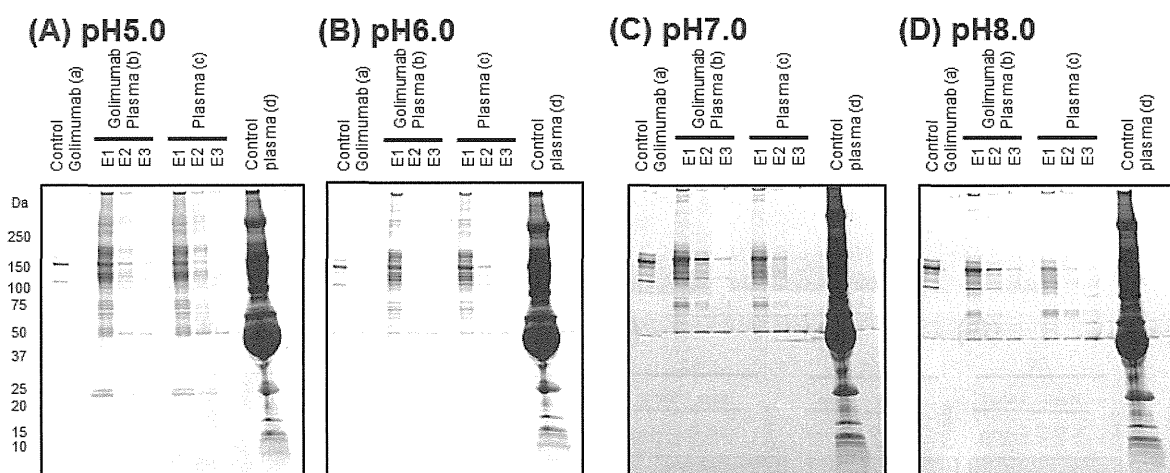 (A) pH5.0
Control
Golimumab (a)
Golimumab
Plasma (b)
Plasma (c)
Control
plasma (d)
E1
E2
E3
E1
E2
E3
(B) pH6.0
Control
Golimumab (a)
Golimumab
Plasma (b)
Plasma (c)
Control
plasma (d)
E1
E2
E3
E1
E2
E3
(C) pH7.0
Control
Golimumab (a)
Golimumab
Plasma (b)
Plasma (c)
Control
plasma (d)
E1
E2
E3
E1
E2
E3
(D) pH8.0
Control
Golimumab (a)
Golimumab
Plasma (b)
Plasma (c)
Control
plasma (d)
E1
E2
E3
E1
E2
E3
Da
250
150
100
75
50
37
25
20
15
10